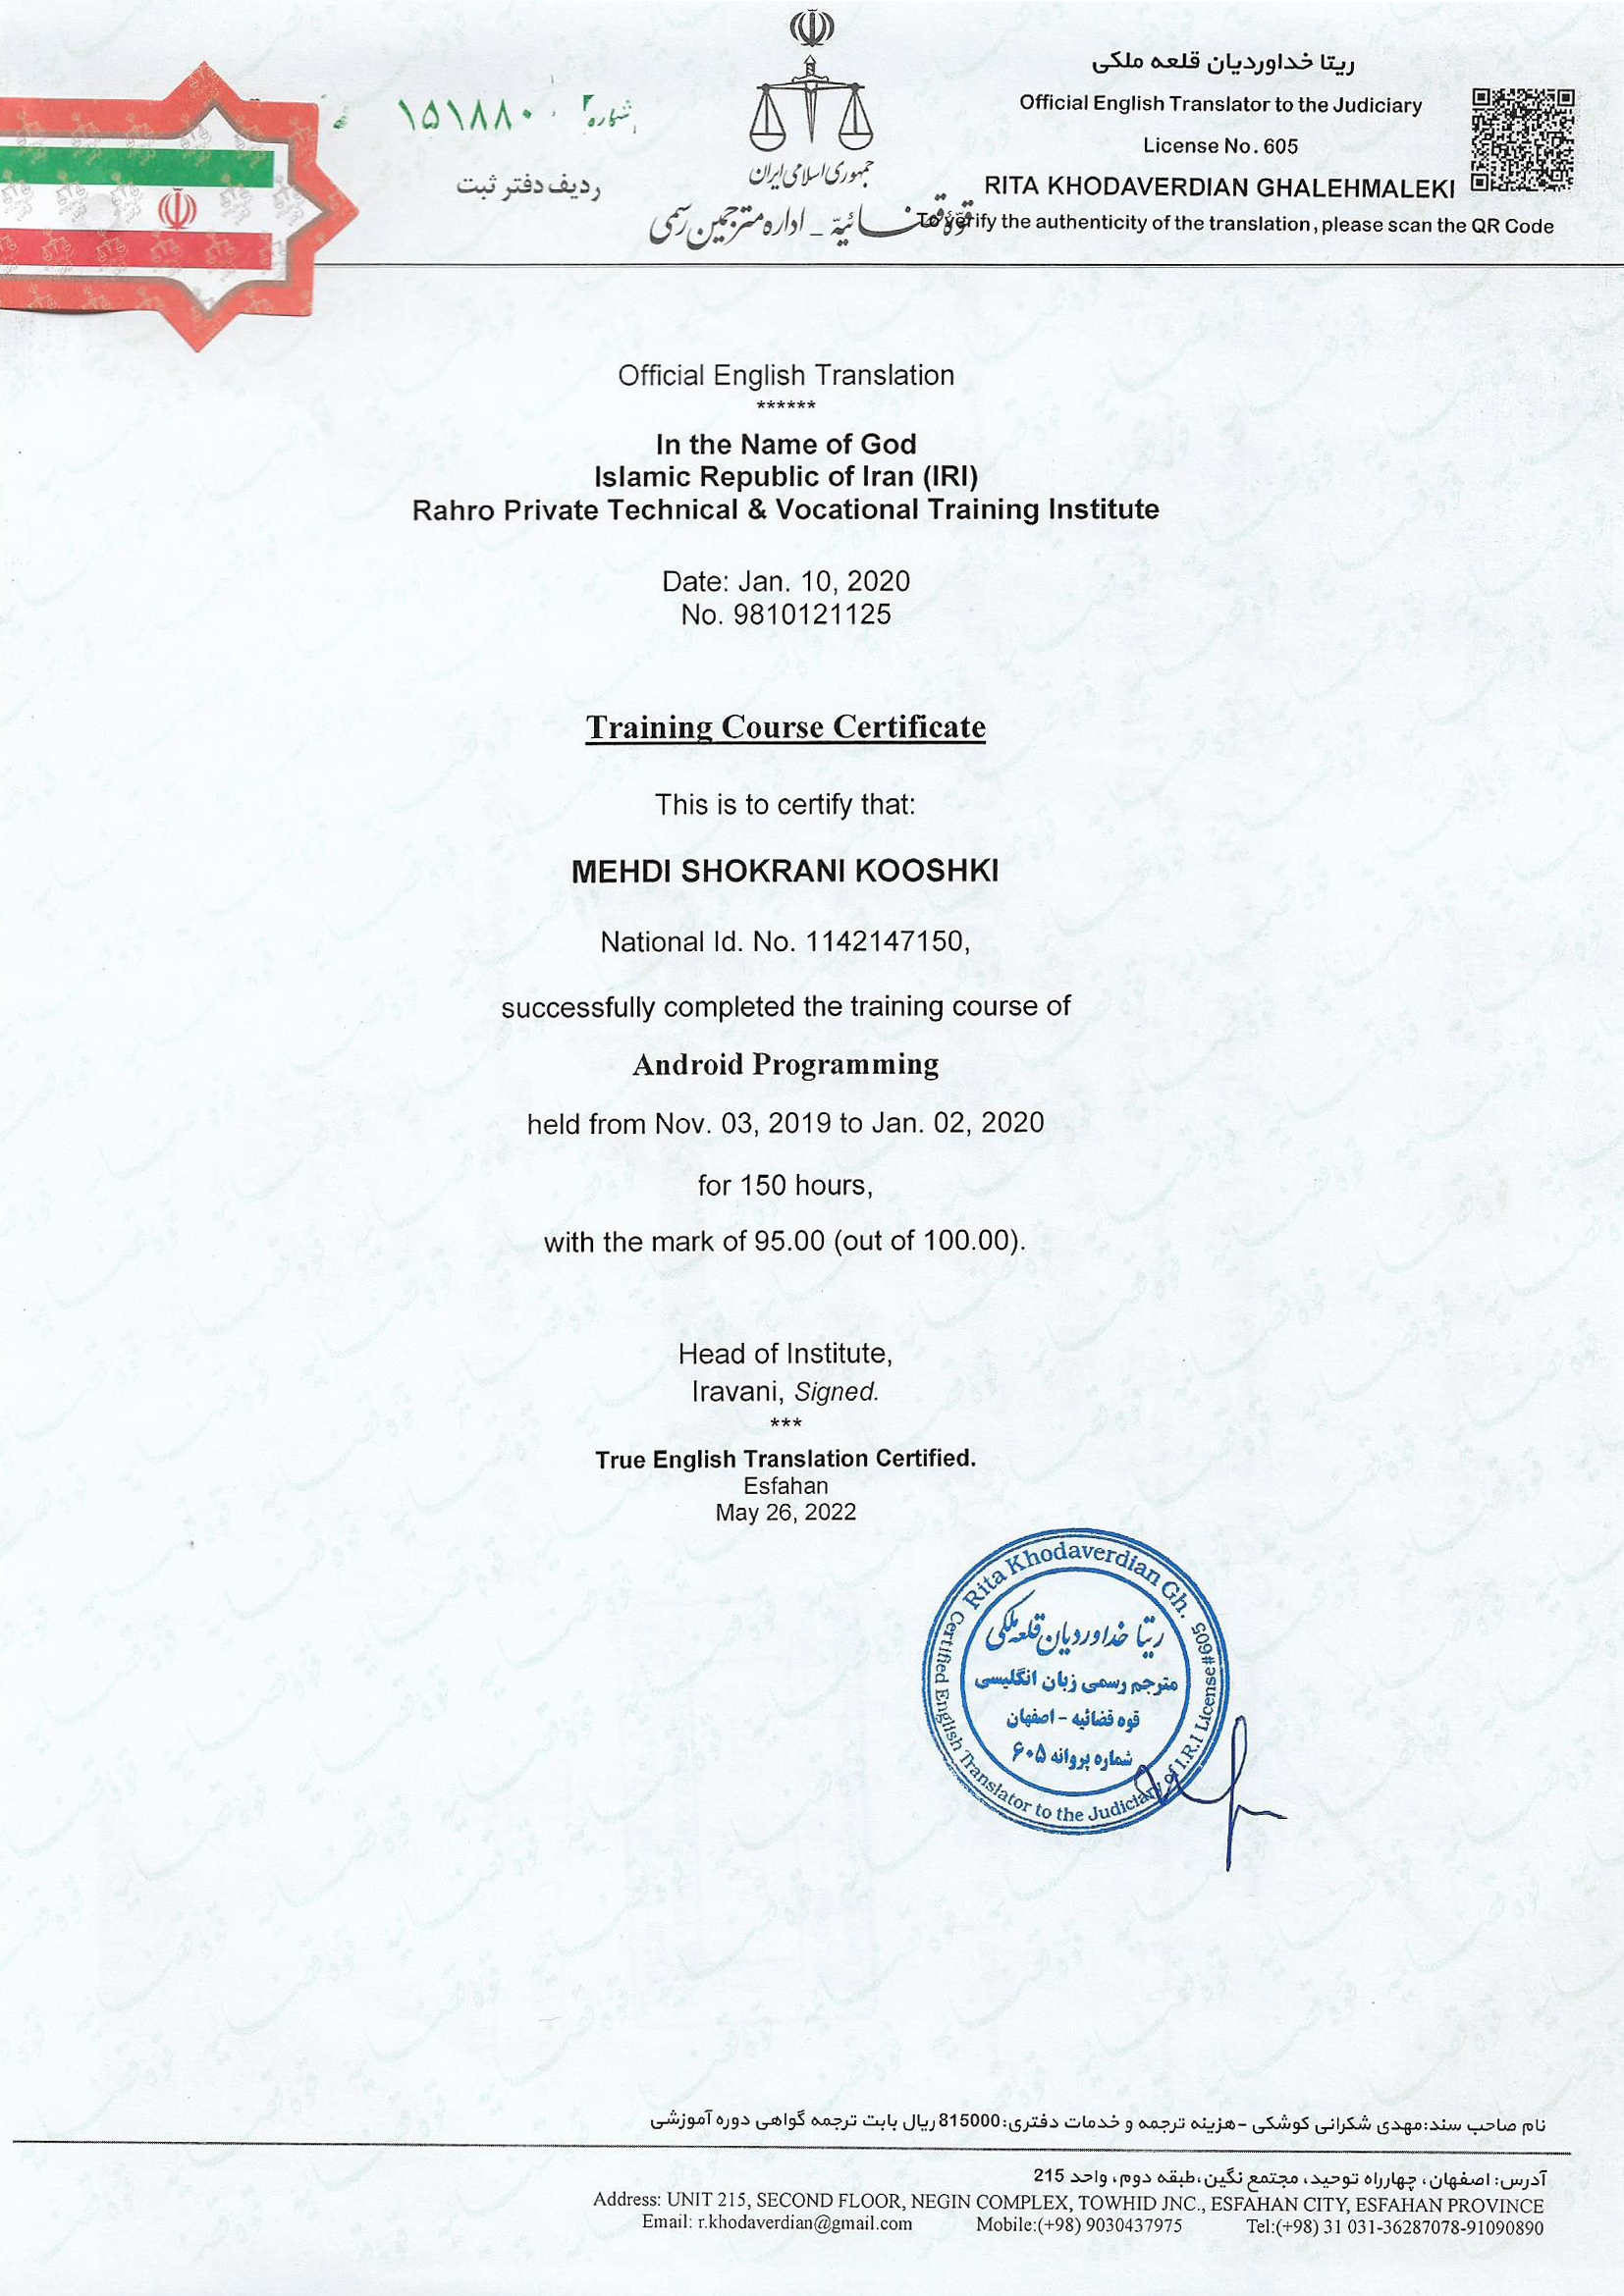 ریتا خداوردیان قلعه ملکی
Official English Translator to the Judiciary
License No. 605
RITA KHODAVERDIAN GHALEHMALEKI
To verify the authenticity of the translation, please scan the QR Code
شماره ۱۵۱۸۸۰
ردیف دفتر ثبت
جمهوری اسلامی ایران
قوه قضائیه - اداره مترجمین رسمی
Official English Translation
******
In the Name of God
Islamic Republic of Iran (IRI)
Rahro Private Technical & Vocational Training Institute
Date: Jan. 10, 2020
No. 9810121125
Training Course Certificate
This is to certify that:
MEHDI SHOKRANI KOOSHKI
National Id. No. 1142147150,
successfully completed the training course of
Android Programming
held from Nov. 03, 2019 to Jan. 02, 2020
for 150 hours,
with the mark of 95.00 (out of 100.00).
Head of Institute,
Iravani, Signed.
***
True English Translation Certified.
Esfahan
May 26, 2022
Rita Khodaverdian Gh.
Certified English Translator to the Judiciary of I.R.I License#605
ریتا خداوردیان قلعه ملکی
مترجم رسمی زبان انگلیسی
قوه قضائیه - اصفهان
شماره پروانه ۶۰۵
نام صاحب سند:مهدی شکرانی کوشکی -هزینه ترجمه و خدمات دفتری:815000 ریال بابت ترجمه گواهی دوره آموزشی
آدرس: اصفهان، چهارراه توحید، مجتمع نگین،طبقه دوم، واحد 215
Address: UNIT 215, SECOND FLOOR, NEGIN COMPLEX, TOWHID JNC., ESFAHAN CITY, ESFAHAN PROVINCE
Email: r.khodaverdian@gmail.com Mobile:(+98) 9030437975 Tel:(+98) 31 031-36287078-91090890